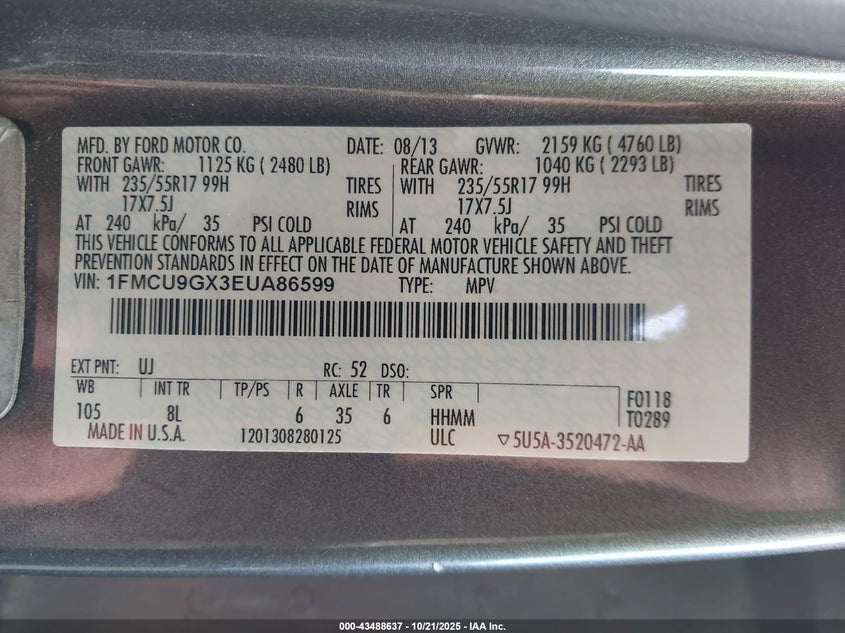 MFD. BY FORD MOTOR CO. DATE: 08/13 GVWR: 2159 KG ( 4760 LB)
FRONT GAWR: 1125 KG ( 2480 LB) REAR GAWR: 1040 KG ( 2293 LB)
WITH 235/55R17 99H TIRES WITH 235/55R17 99H TIRES
17X7.5J RIMS 17X7.5J RIMS
AT 240 kPa/ 35 PSI COLD AT 240 kPa/ 35 PSI COLD
THIS VEHICLE CONFORMS TO ALL APPLICABLE FEDERAL MOTOR VEHICLE SAFETY AND THEFT
PREVENTION STANDARDS IN EFFECT ON THE DATE OF MANUFACTURE SHOWN ABOVE.
VIN: 1FMCU9GX3EUA86599 TYPE: MPV
EXT PNT: UJ RC: 52 DSO:
WB INT TR TP/PS R AXLE TR SPR F0118
105 8L 6 35 6 HHMM T0289
MADE IN U.S.A. 1201308280125 ULC ▽5U5A-3520472-AA
000-43488637 - 10/21/2025 - IAA Inc.